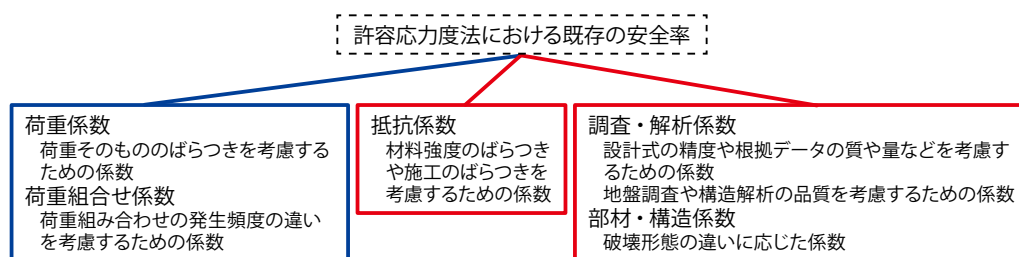 許容応力度法における既存の安全率
荷重係数
荷重そのもののばらつきを考慮する
ための係数
荷重組合せ係数
荷重組み合わせの発生頻度の違い
を考慮するための係数
抵抗係数
材料強度のばらつき
や施工のばらつきを
考慮するための係数
調査・解析係数
設計式の精度や根拠データの質や量などを考慮す
るための係数
地盤調査や構造解析の品質を考慮するための係数
部材・構造係数
破壊形態の違いに応じた係数